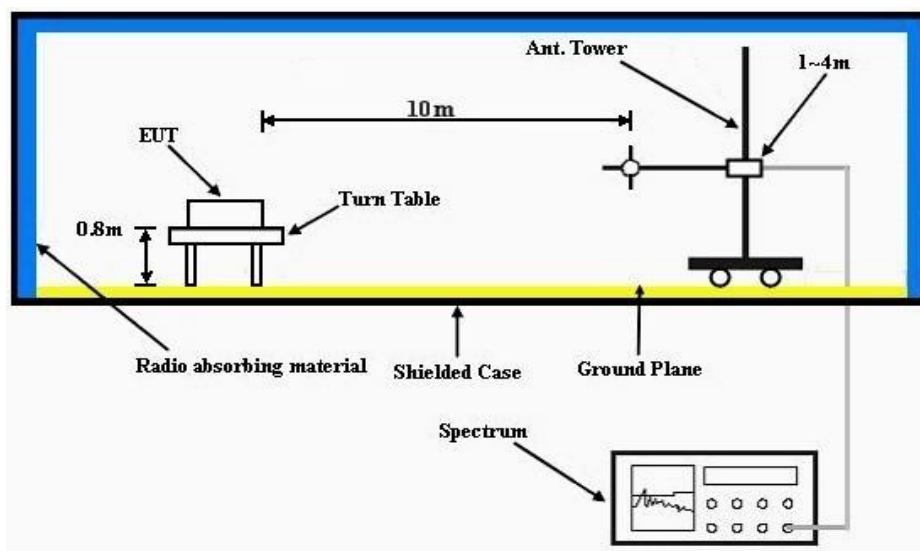 Ant. Tower
1~4m
10m
EUT
Turn Table
0.8m
Radio absorbing material
Shielded Case
Ground Plane
Spectrum